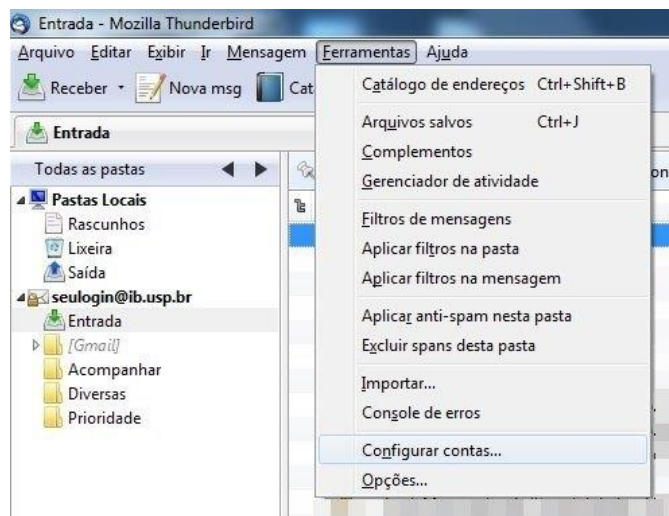 Entrada - Mozilla Thunderbird
Arquivo Editar Exibir Ir Mensagem Ferramentas Ajuda
Receber Nova msg Cat
Entrada
Todas as pastas
Pastas Locais
Rascunhos
Lixeira
Saída
seulogin@ib.usp.br
Entrada
[Gmail]
Acompanhar
Diversas
Prioridade
Catálogo de endereços Ctrl+Shift+B
Arquivos salvos Ctrl+J
Complementos
Gerenciador de atividade
Filtros de mensagens
Aplicar filtros na pasta
Aplicar filtros na mensagem
Aplicar anti-spam nesta pasta
Excluir spans desta pasta
Importar...
Console de erros
Configurar contas...
Opções...
on